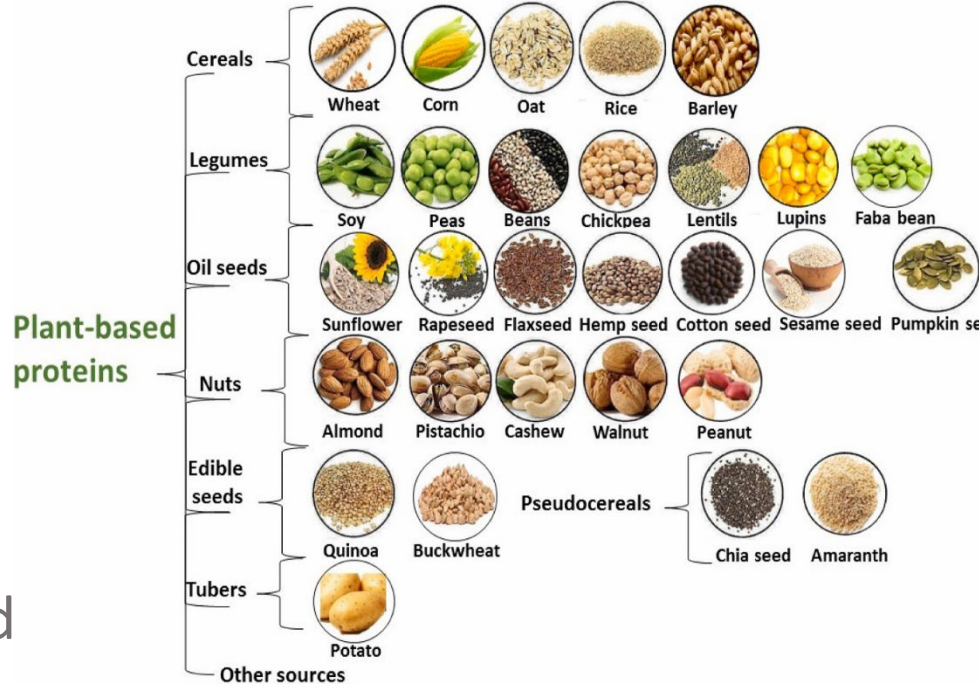 Cereals
Wheat Corn Oat Rice Barley
Legumes
Soy Peas Beans Chickpea Lentils Lupins Faba bean
Oil seeds
Sunflower Rapeseed Flaxseed Hemp seed Cotton seed Sesame seed Pumpkin se
Plant-based
proteins
Nuts
Almond Pistachio Cashew Walnut Peanut
Edible
seeds
Pseudocereals
Quinoa Buckwheat
Chia seed Amaranth
Tubers
d
Potato
Other sources